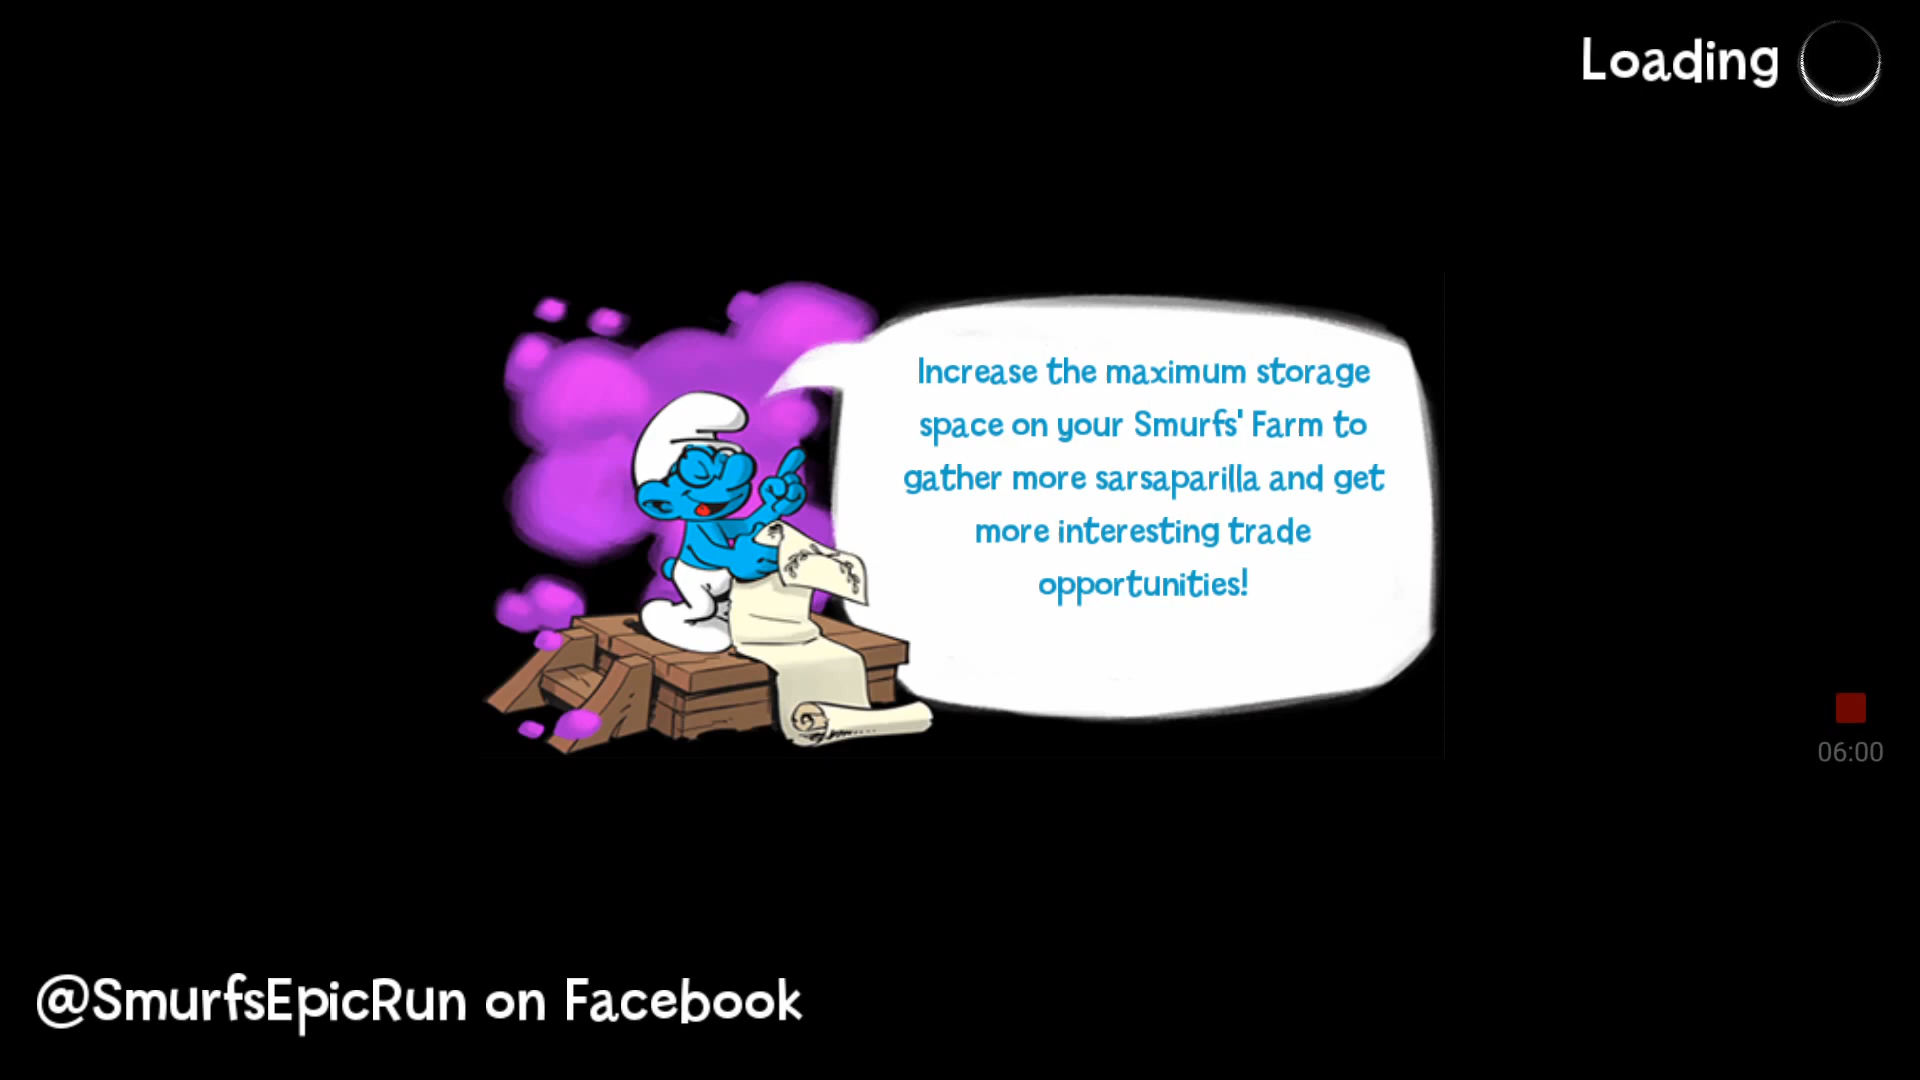 Loading
Increase the maximum storage
space on your Smurfs' Farm to
gather more sarsaparilla and get
more interesting trade
opportunities!
06:00
@SmurfsEpicRun on Facebook